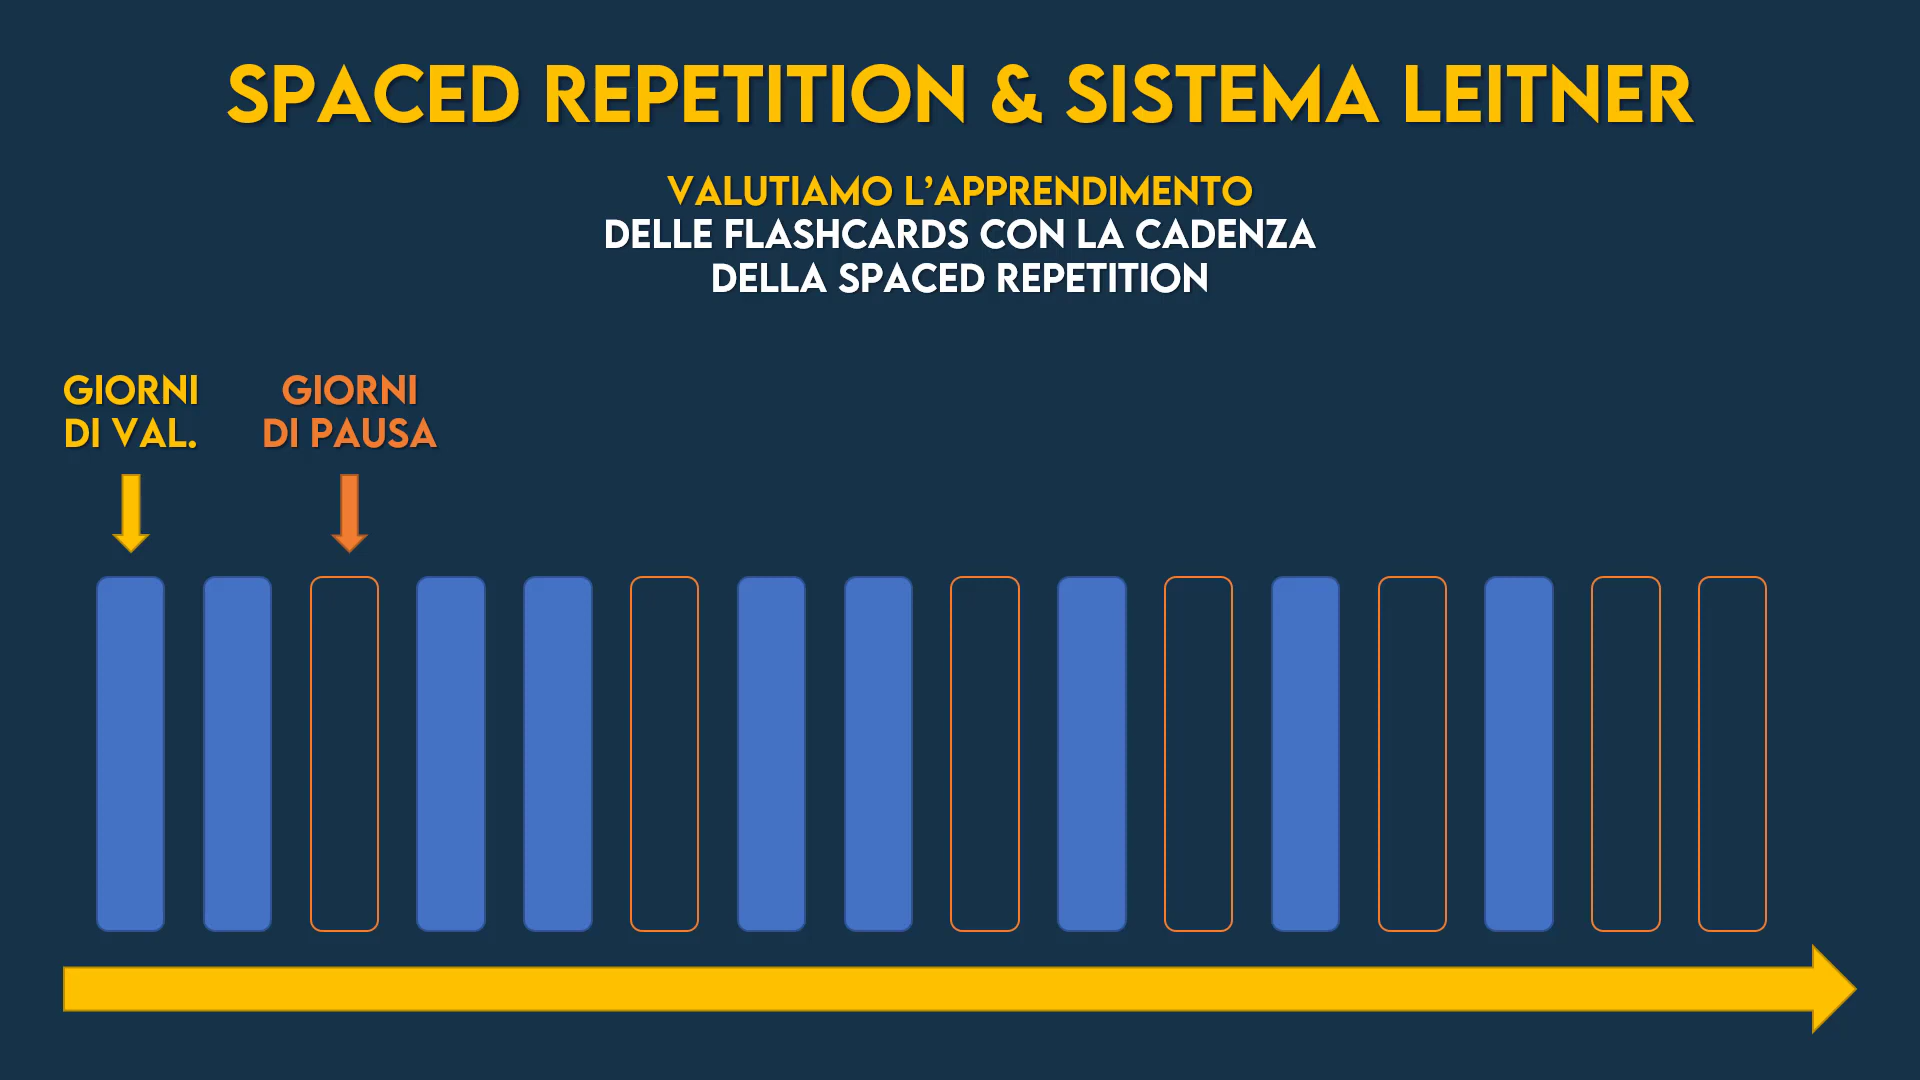 SPACED REPETITION & SISTEMA LEITNER
VALUTIAMO L'APPRENDIMENTO
DELLE FLASHCARDS CON LA CADENZA
DELLA SPACED REPETITION
GIORNI
DI VAL.
GIORNI
DI PAUSA